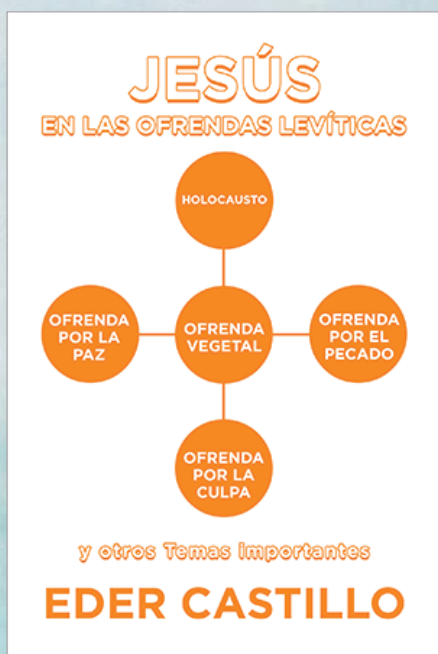 JESÚS
EN LAS OFRENDAS LEVÍTICAS
HOLOCAUSTO
OFRENDA
POR LA
PAZ
OFRENDA
VEGETAL
OFRENDA
POR EL
PECADO
OFRENDA
POR LA
CULPA
y otros Temas importantes
EDER CASTILLO